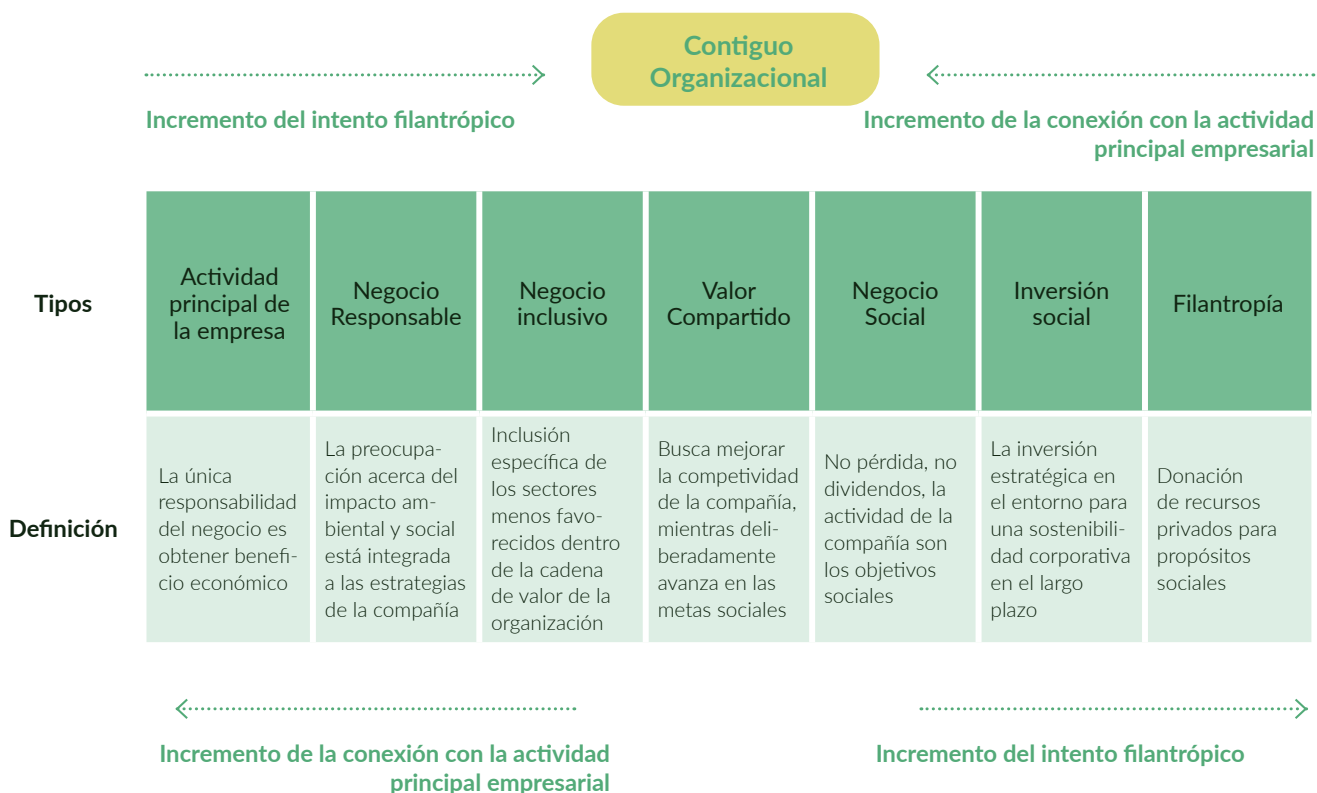 Contiguo
Organizacional
Incremento del intento filantrópico
Incremento de la conexión con la actividad
principal empresarial
Tipos
Actividad
principal de
la empresa
Negocio
Responsable
Negocio
inclusivo
Valor
Compartido
Negocio
Social
Inversión
social
Filantropía
Definición
La única
responsabilidad
del negocio es
obtener benefi-
cio económico
La preocupa-
ción acerca del
impacto am-
biental y social
está integrada
a las estrategias
de la compañía
Inclusión
específica de
los sectores
menos favo-
recidos dentro
de la cadena
de valor de la
organización
Busca mejorar
la competividad
de la compañía,
mientras deli-
beradamente
avanza en las
metas sociales
No pérdida, no
dividendos, la
actividad de la
compañía son
los objetivos
sociales
La inversión
estratégica en
el entorno para
una sostenibili-
dad corporativa
en el largo
plazo
Donación
de recursos
privados para
propósitos
sociales
Incremento de la conexión con la actividad
principal empresarial
Incremento del intento filantrópico